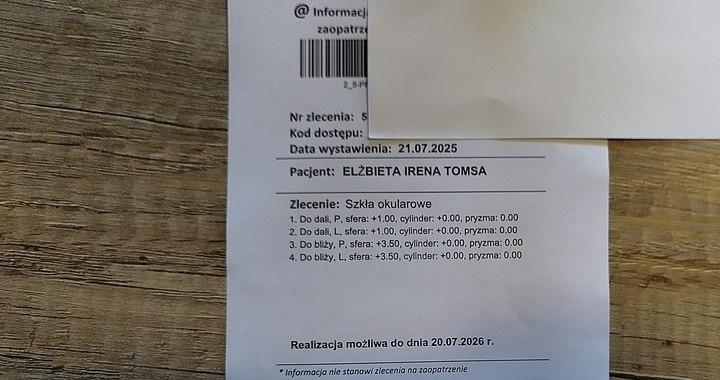 @ Informacja
zaopatrze
2_5-
Nr zlecenia: 5
Kod dostępu:
Data wystawienia: 21.07.2025
Pacjent: ELŻBIETA IRENA TOMSA
Zlecenie: Szkła okularowe
1. Do dali, P, sfera: +1.00, cylinder: +0.00, pryzma: 0.00
2. Do dali, L, sfera: +1.00, cylinder: +0.00, pryzma: 0.00
3. Do bliży, P, sfera: +3.50, cylinder: +0.00, pryzma: 0.00
4. Do bliży, L, sfera: +3.50, cylinder: +0.00, pryzma: 0.00
Realizacja możliwa do dnia 20.07.2026 r.
* Informacja nie stanowi zlecenia na zaopatrzenie